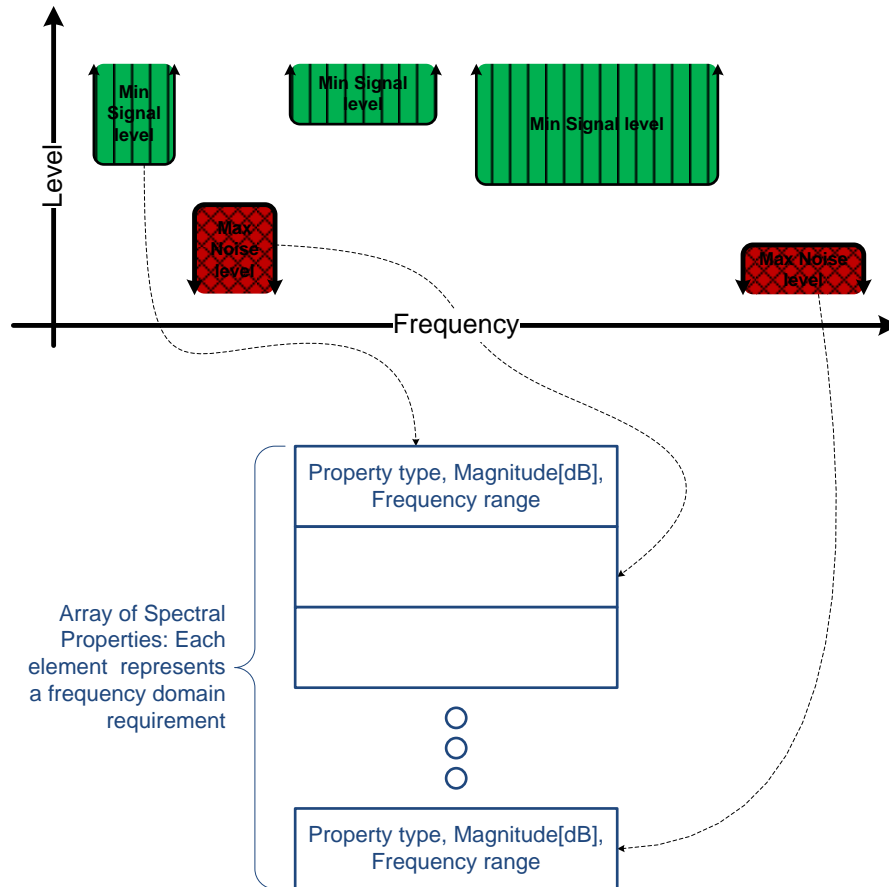 Min
Signal
level
Min Signal
level
Min Signal level
Level
Max
Noise
level
Max Noise
level
Frequency
Property type, Magnitude[dB],
Frequency range
Array of Spectral
Properties: Each
element represents
a frequency domain
requirement
Property type, Magnitude[dB],
Frequency range